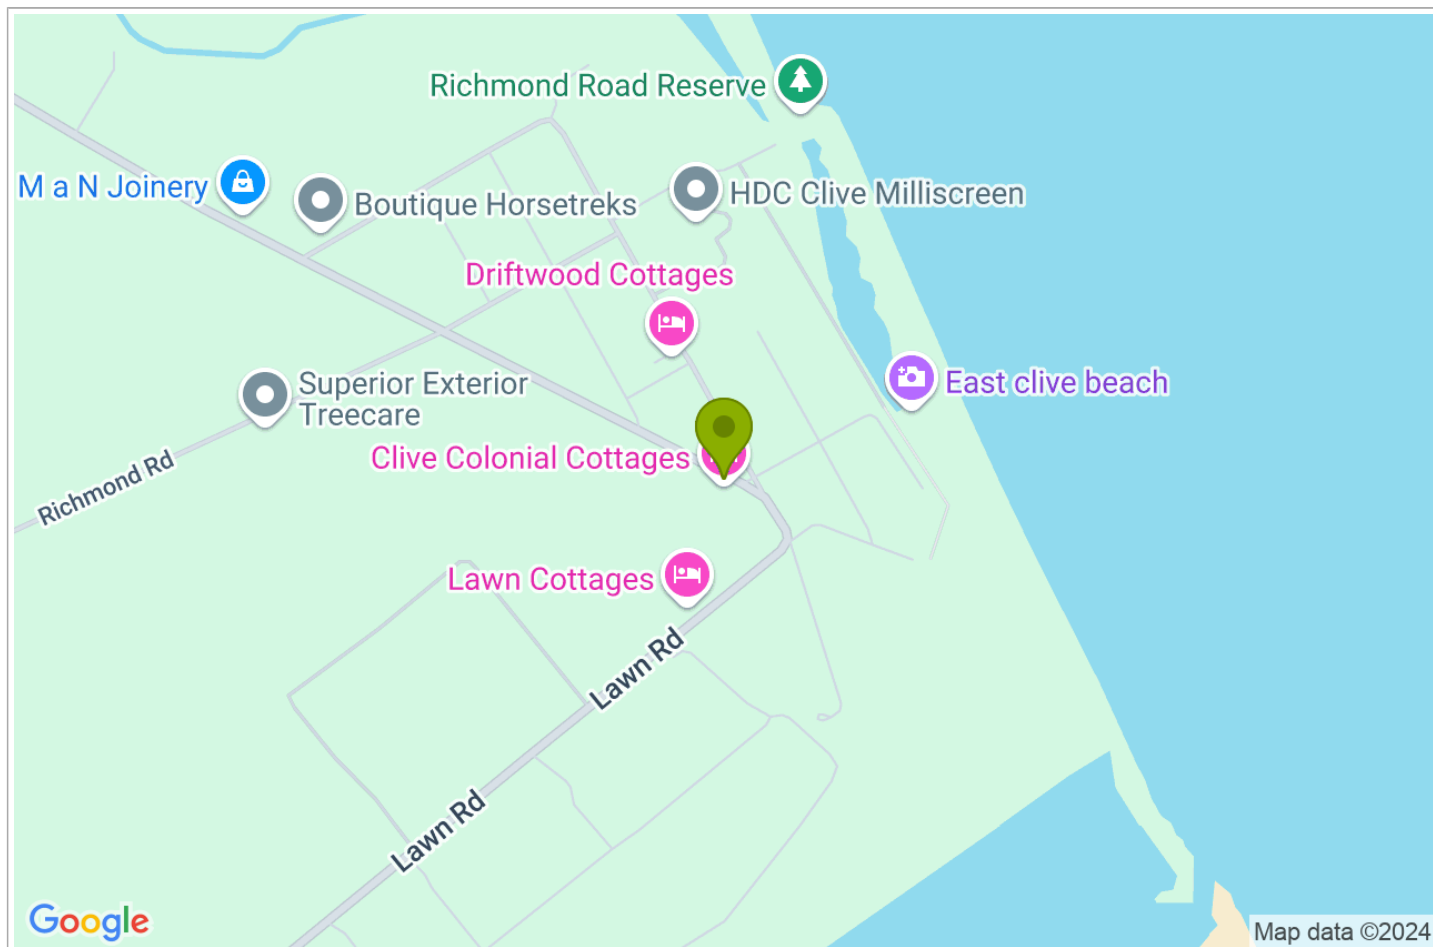 Richmond Road Reserve
M a N Joinery
Boutique Horsetreks
HDC Clive Milliscreen
Driftwood Cottages
Superior Exterior
Treecare
East clive beach
Clive Colonial Cottages
Richmond Rd
Lawn Cottages
Lawn Rd
Lawn Rd
Google
Map data ©2024